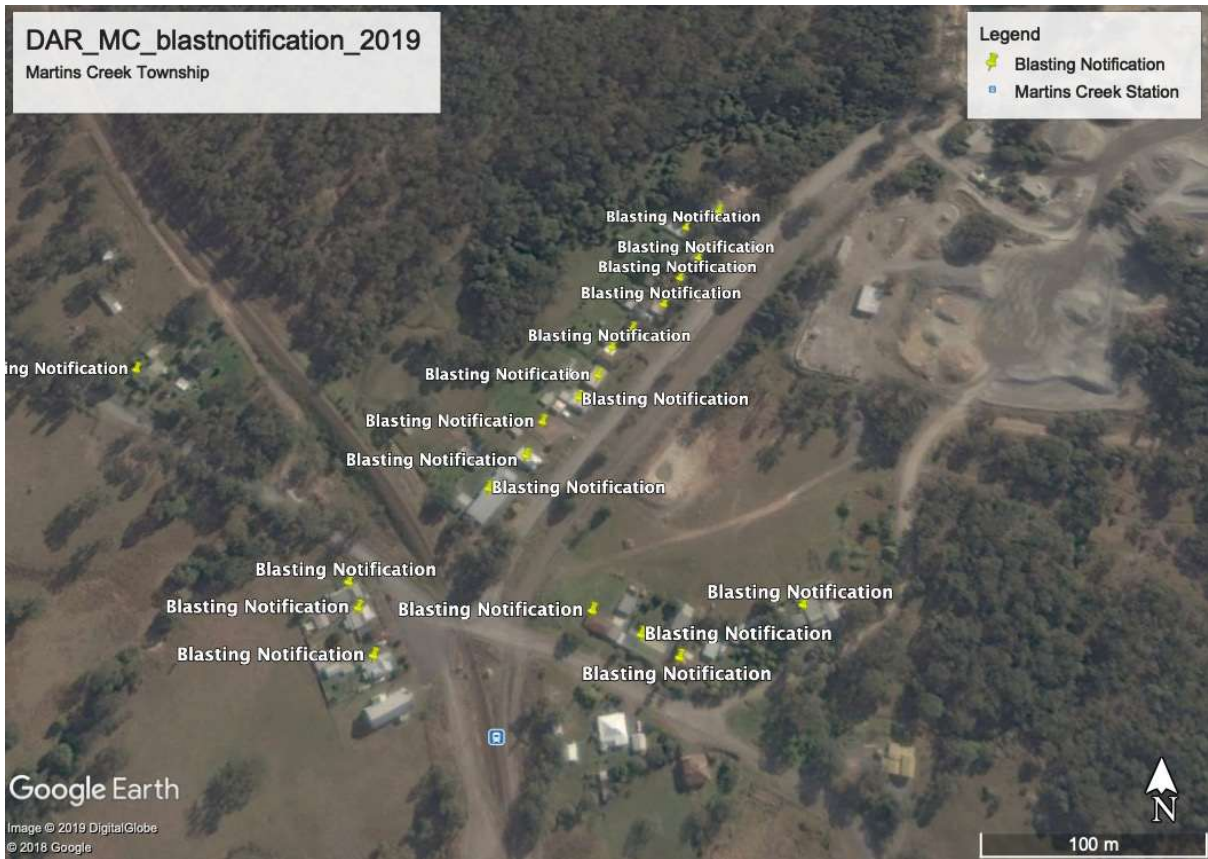 DAR_MC_blastnotification_2019
Martins Creek Township
Legend
Blasting Notification
Martins Creek Station
Blasting Notification
Blasting Notification
Blasting Notification
Blasting Notification
Blasting Notification
ing Notification
Blasting Notification
Blasting Notification
Blasting Notification
Blasting Notification
Blasting Notification
Blasting Notification
Blasting Notification
Blasting Notification
Blasting Notification
Blasting Notification
Blasting Notification
Blasting Notification
Google Earth
Image © 2019 DigitalGlobe
© 2018 Google
N
100 m